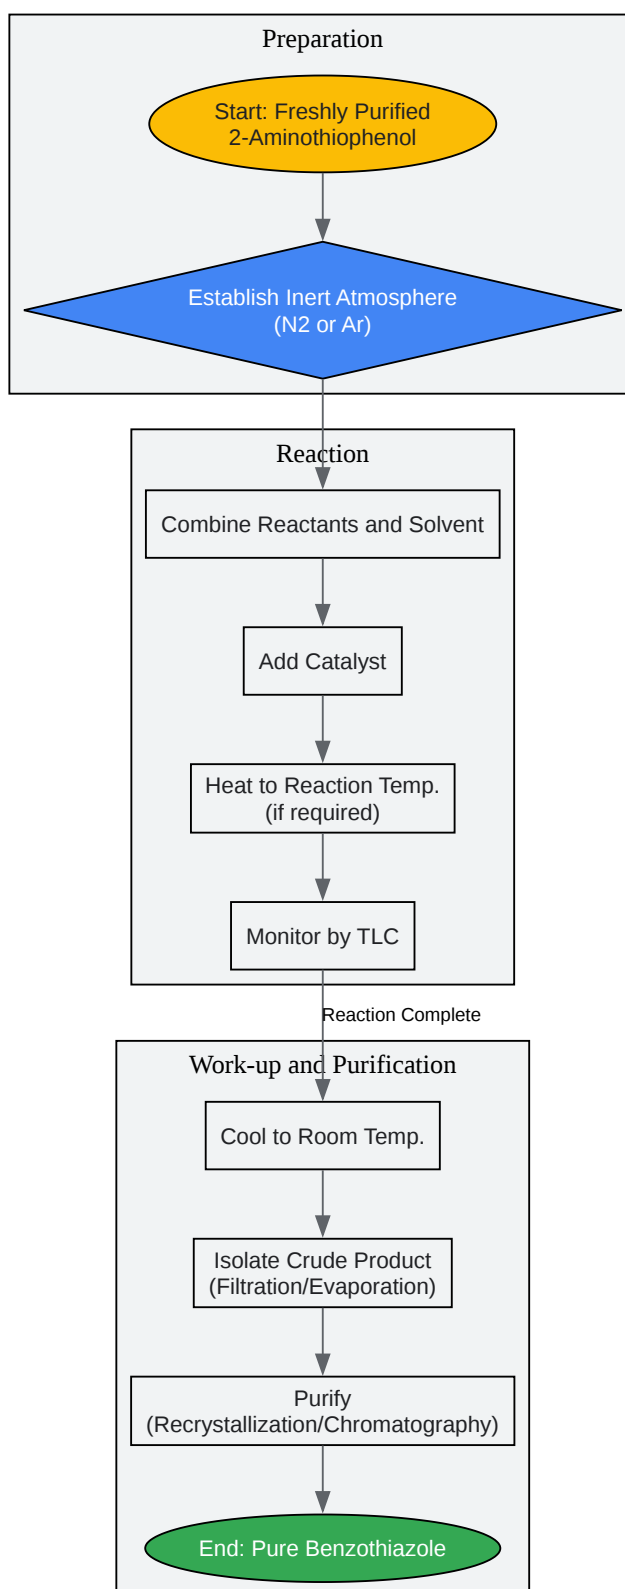 Preparation
Start: Freshly Purified
2-Aminothiophenol
Establish Inert Atmosphere
(N2 or Ar)
Reaction
Combine Reactants and Solvent
Add Catalyst
Heat to Reaction Temp.
(if required)
Monitor by TLC
Reaction Complete
Work-up and Purification
Cool to Room Temp.
Isolate Crude Product
(Filtration/Evaporation)
Purify
(Recrystallization/Chromatography)
End: Pure Benzothiazole